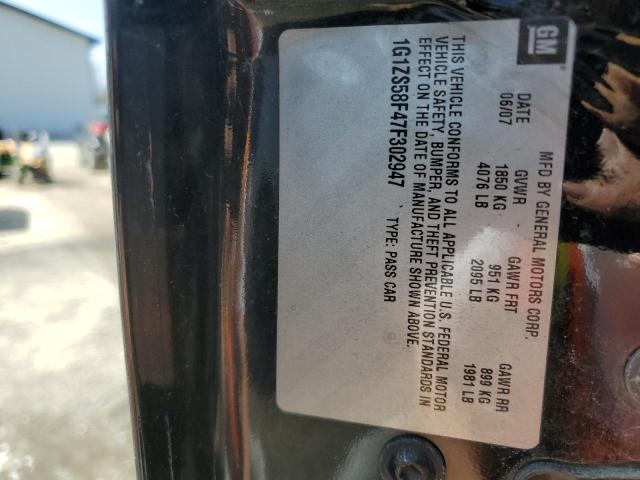 GM
MFD BY GENERAL MOTORS CORP.
DATE GVWR GAWR FRT GAWR RR
06/07 1850 KG 951 KG 899 KG
4076 LB 2095 LB 1981 LB
THIS VEHICLE CONFORMS TO ALL APPLICABLE U.S. FEDERAL MOTOR
VEHICLE SAFETY, BUMPER, AND THEFT PREVENTION STANDARDS IN
EFFECT ON THE DATE OF MANUFACTURE SHOWN ABOVE.
1G1ZS58F47F302947 TYPE: PASS CAR